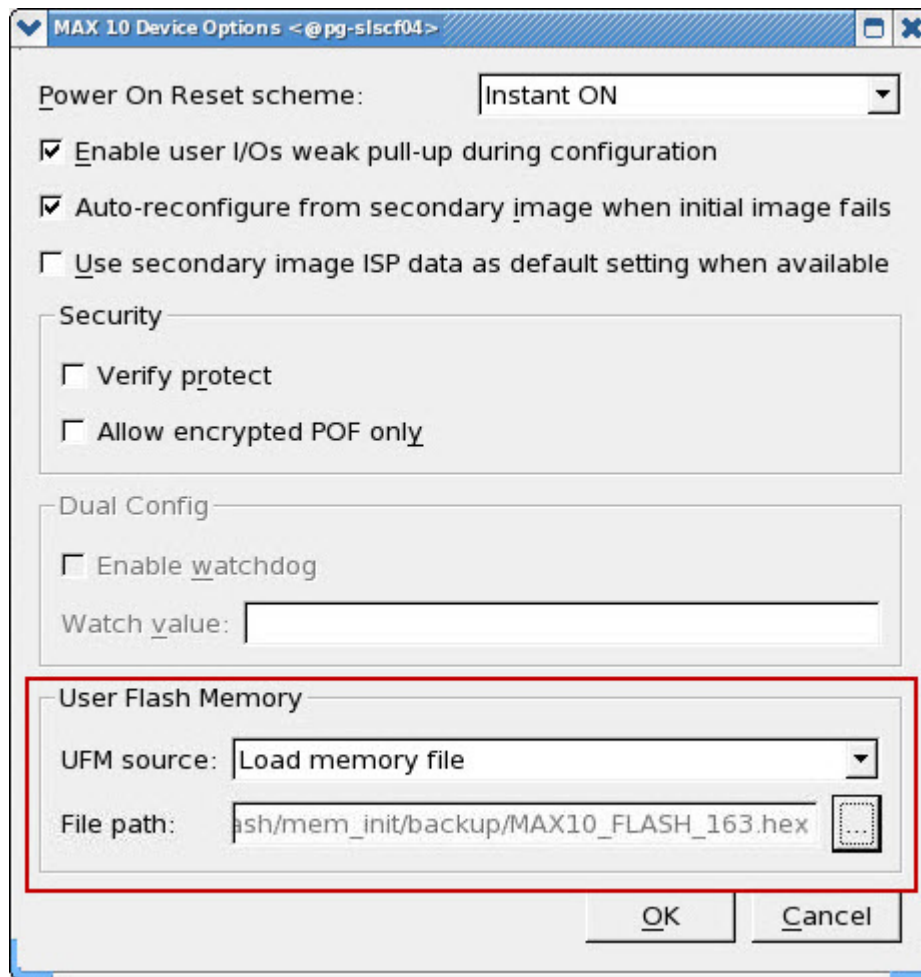 MAX 10 Device Options <@pg-slscf04>
Power On Reset scheme: Instant ON
Enable user I/Os weak pull-up during configuration
Auto-reconfigure from secondary image when initial image fails
Use secondary image ISP data as default setting when available
Security
Verify protect
Allow encrypted POF only
Dual Config
Enable watchdog
Watch value:
User Flash Memory
UFM source: Load memory file
File path: ash/mem_init/backup/MAX10_FLASH_163.hex ...
OK Cancel